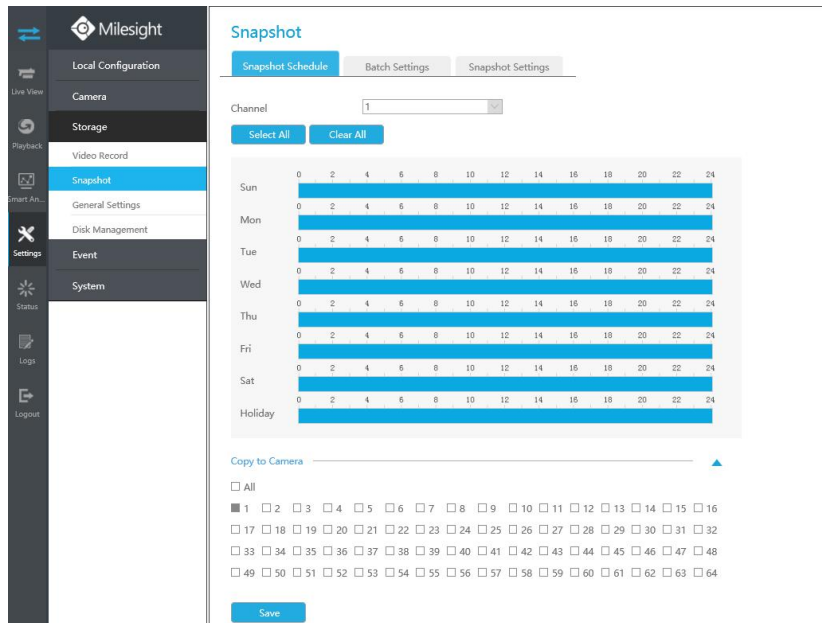 Milesight
Live View
Playback
Smart An...
Settings
Status
Logs
Logout
Local Configuration
Camera
Storage
Video Record
Snapshot
General Settings
Disk Management
Event
System
Snapshot
Snapshot Schedule Batch Settings Snapshot Settings
Channel 1
Select All Clear All
0 2 4 6 8 10 12 14 16 18 20 22 24
Sun
0 2 4 6 8 10 12 14 16 18 20 22 24
Mon
0 2 4 6 8 10 12 14 16 18 20 22 24
Tue
0 2 4 6 8 10 12 14 16 18 20 22 24
Wed
0 2 4 6 8 10 12 14 16 18 20 22 24
Thu
0 2 4 6 8 10 12 14 16 18 20 22 24
Fri
0 2 4 6 8 10 12 14 16 18 20 22 24
Sat
0 2 4 6 8 10 12 14 16 18 20 22 24
Holiday
Copy to Camera
All
1 2 3 4 5 6 7 8 9 10 11 12 13 14 15 16
17 18 19 20 21 22 23 24 25 26 27 28 29 30 31 32
33 34 35 36 37 38 39 40 41 42 43 44 45 46 47 48
49 50 51 52 53 54 55 56 57 58 59 60 61 62 63 64
Save